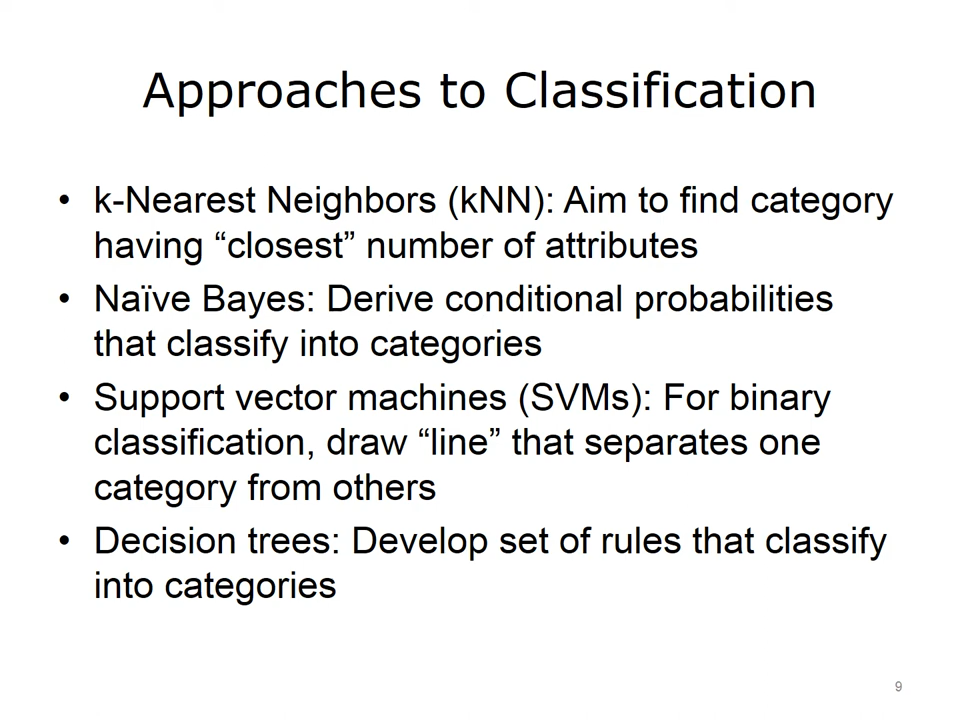 Approaches to Classification
• k-Nearest Neighbors (kNN): Aim to find category
having “closest” number of attributes
• Naïve Bayes: Derive conditional probabilities
that classify into categories
• Support vector machines (SVMs): For binary
classification, draw “line” that separates one
category from others
• Decision trees: Develop set of rules that classify
into categories
9